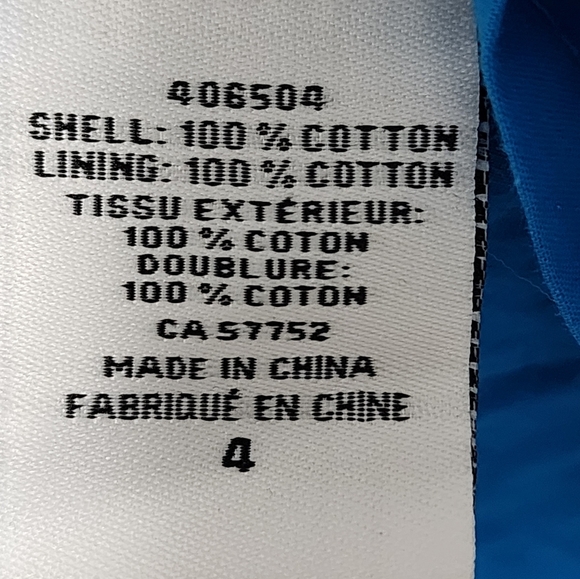 406504
SHELL: 100 % COTTON
LINING: 100 % COTTON
TISSU EXTÉRIEUR:
100 % COTON
DOUBLURE:
100 % COTON
CA 57752
MADE IN CHINA
FABRIQUÉ EN CHINE
4